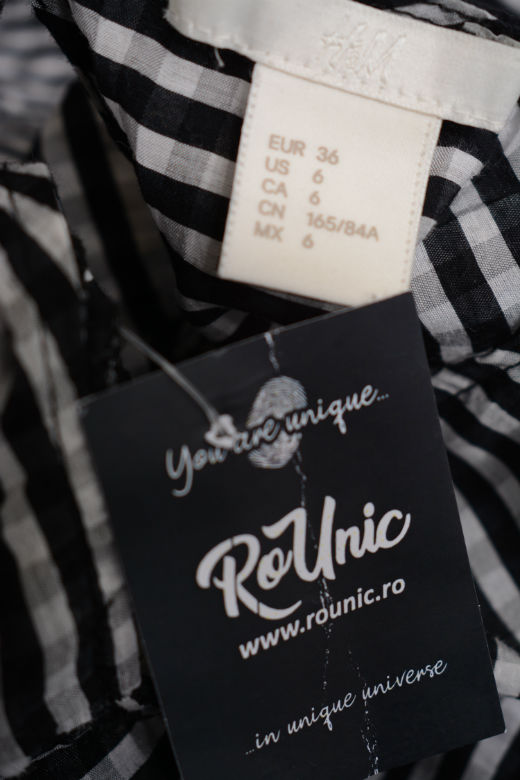 H&M
EUR 36
US 6
CA 6
CN 165/84A
MX 6
You are unique...
RoUnic
www.rounic.ro
...in unique universe